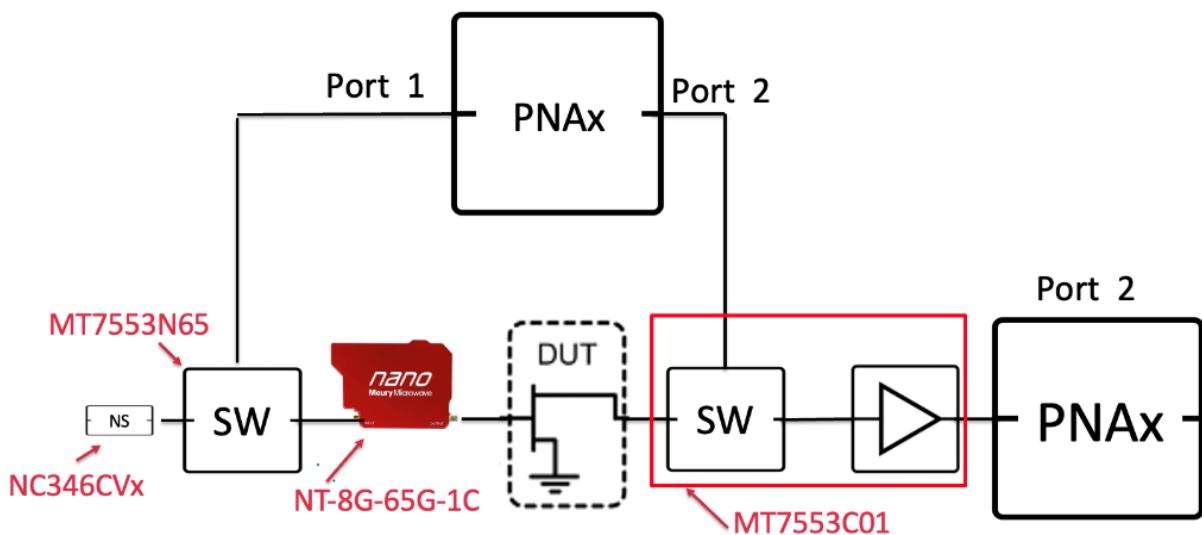 Port 1
PNAx
Port 2
Port 2
MT7553N65
nano
Maury Microwave
DUT
NS
SW
SW
PNAx
NC346CVx
NT-8G-65G-1C
MT7553C01